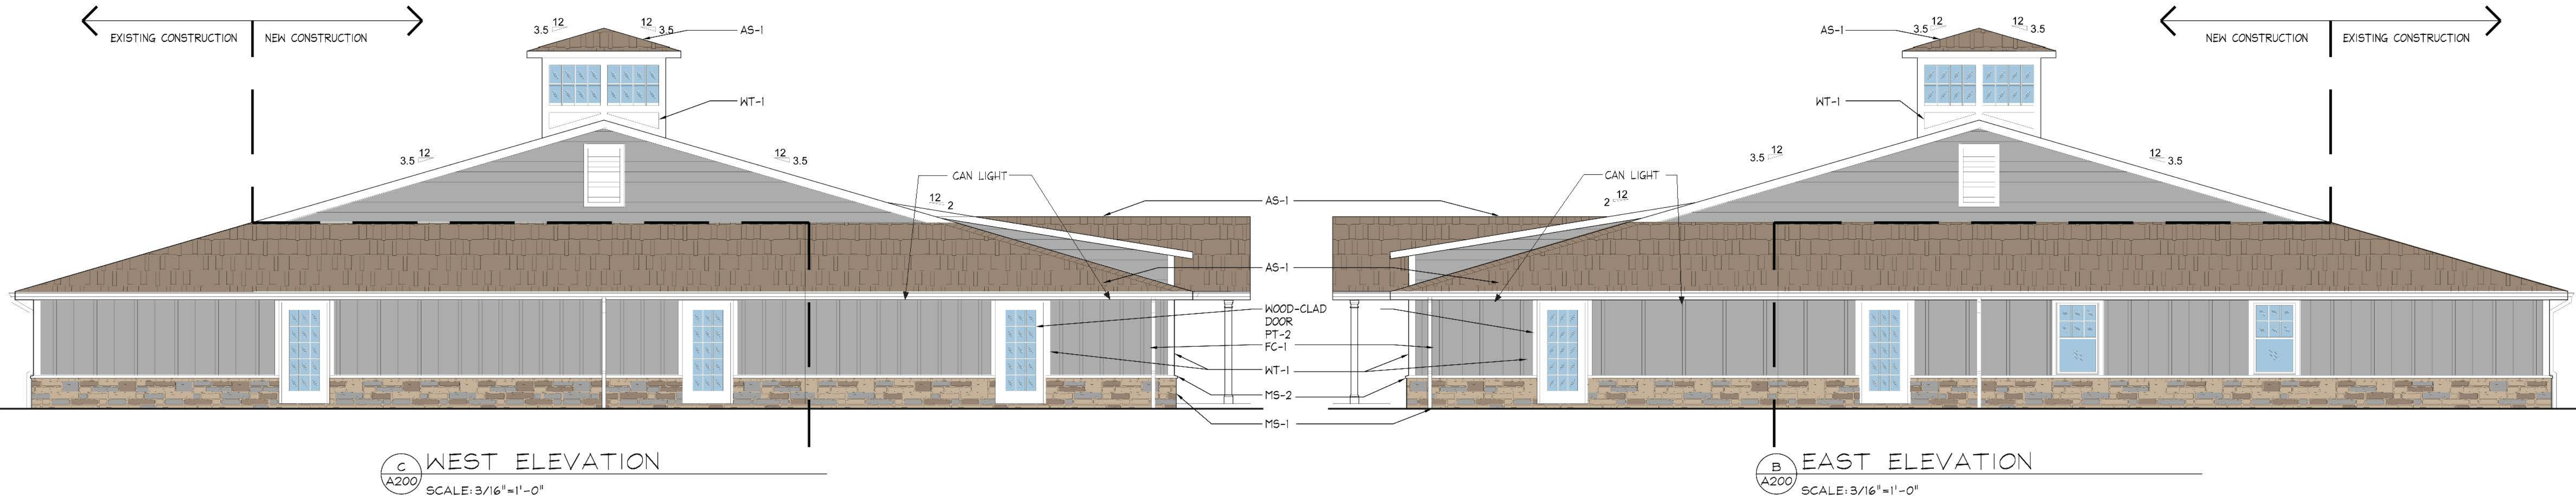 EXISTING CONSTRUCTION
NEW CONSTRUCTION
12
3.5
12
3.5
AS-1
WT-1
12
3.5
12
3.5
CAN LIGHT
12
2
AS-1
AS-1
WOOD-CLAD
DOOR
PT-2
FC-1
WT-1
MS-2
MS-1
C
A200
WEST ELEVATION
SCALE: 3/16"=1'-0"
AS-1
12
3.5
12
3.5
WT-1
NEW CONSTRUCTION
EXISTING CONSTRUCTION
12
3.5
12
3.5
CAN LIGHT
12
2
B
A200
EAST ELEVATION
SCALE: 3/16"=1'-0"